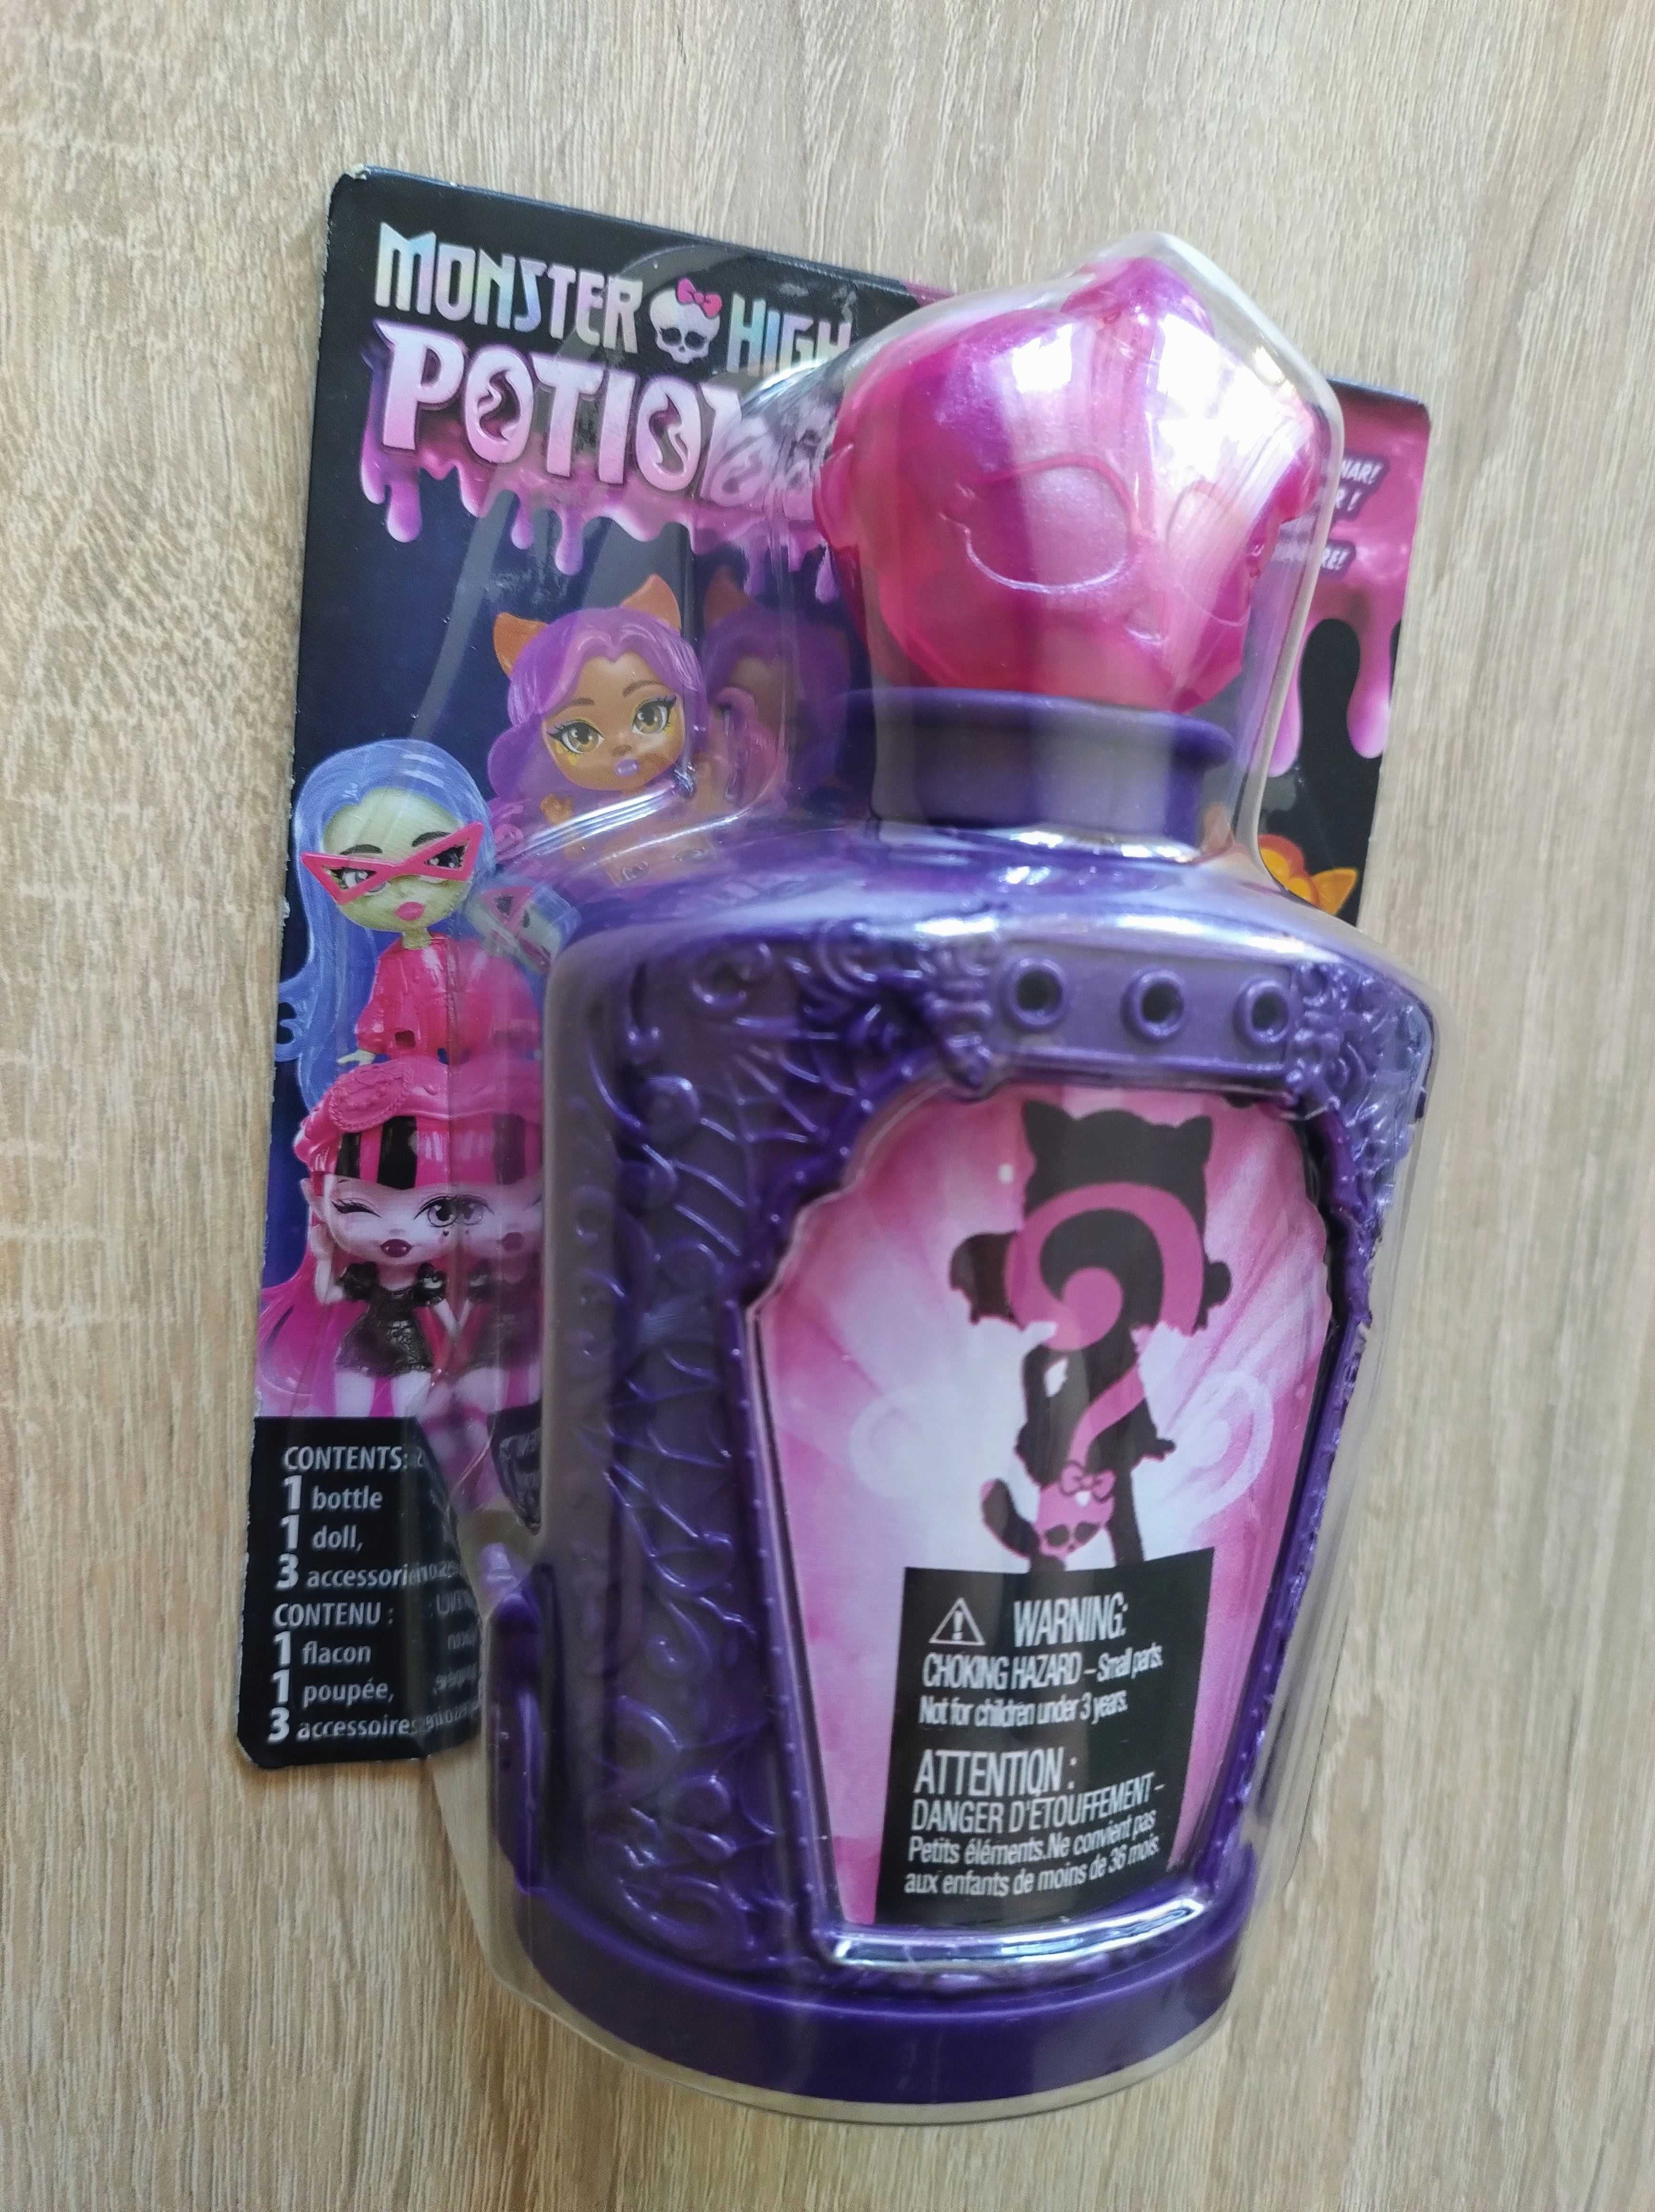 MONSTER HIGH
CONTENTS:
1 bottle
1 doll,
3
CONTENU :
1 flacon
1 poupée,
3 accessoires
WARNING:
CHOKING HAZARD – Small parts.
Not for children under 3 years.
ATTENTION :
DANGER D'ÉTOUFFEMENT –
Petits éléments. Ne convient pas
aux enfants de moins de 36 mois.